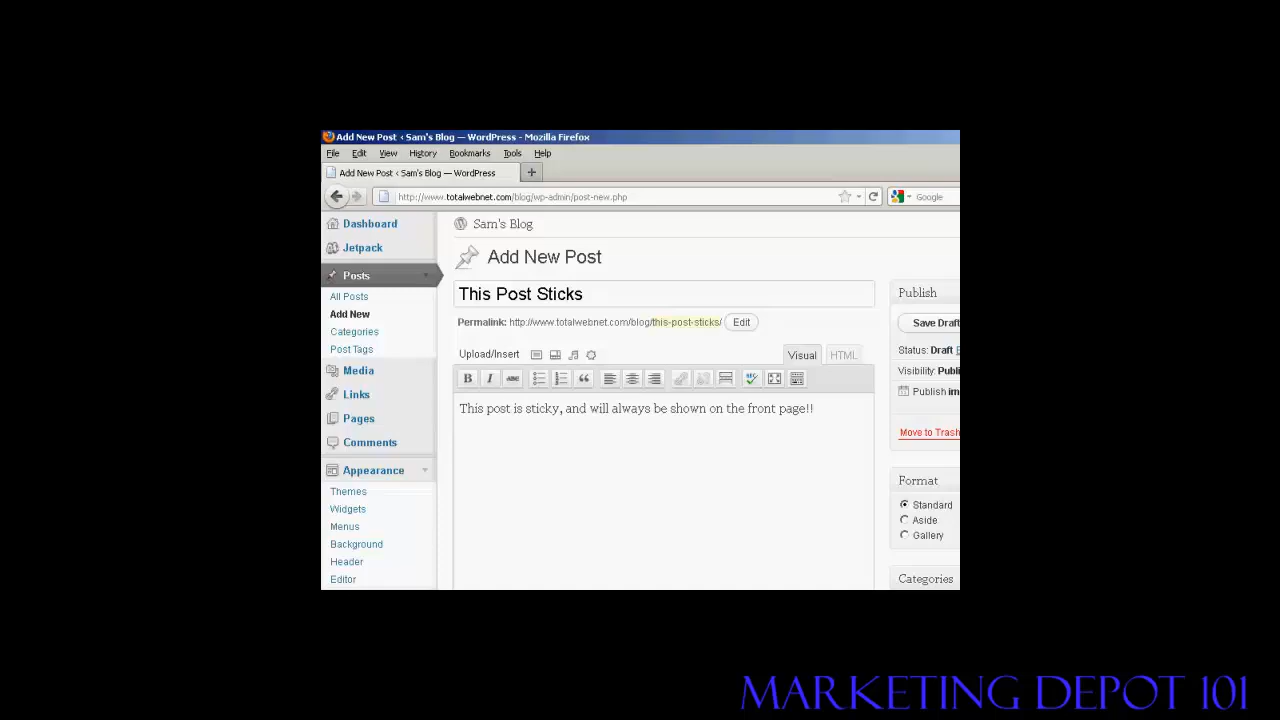 Add New Post ‹ Sam's Blog — WordPress - Mozilla Firefox
File Edit View History Bookmarks Tools Help
Add New Post ‹ Sam's Blog — WordPress
http://www.totalwebnet.com/blog/wp-admin/post-new.php
Google
Dashboard
Jetpack
Posts
All Posts
Add New
Categories
Post Tags
Media
Links
Pages
Comments
Appearance
Themes
Widgets
Menus
Background
Header
Editor
Sam's Blog
Add New Post
This Post Sticks
Permalink: http://www.totalwebnet.com/blog/this-post-sticks/ Edit
Upload/Insert
Visual HTML
B I ABC
This post is sticky, and will always be shown on the front page!!
Publish
Save Draft
Status: Draft
Visibility: Publi
Publish im
Move to Trash
Format
Standard
Aside
Gallery
Categories
MARKETING DEPOT 101